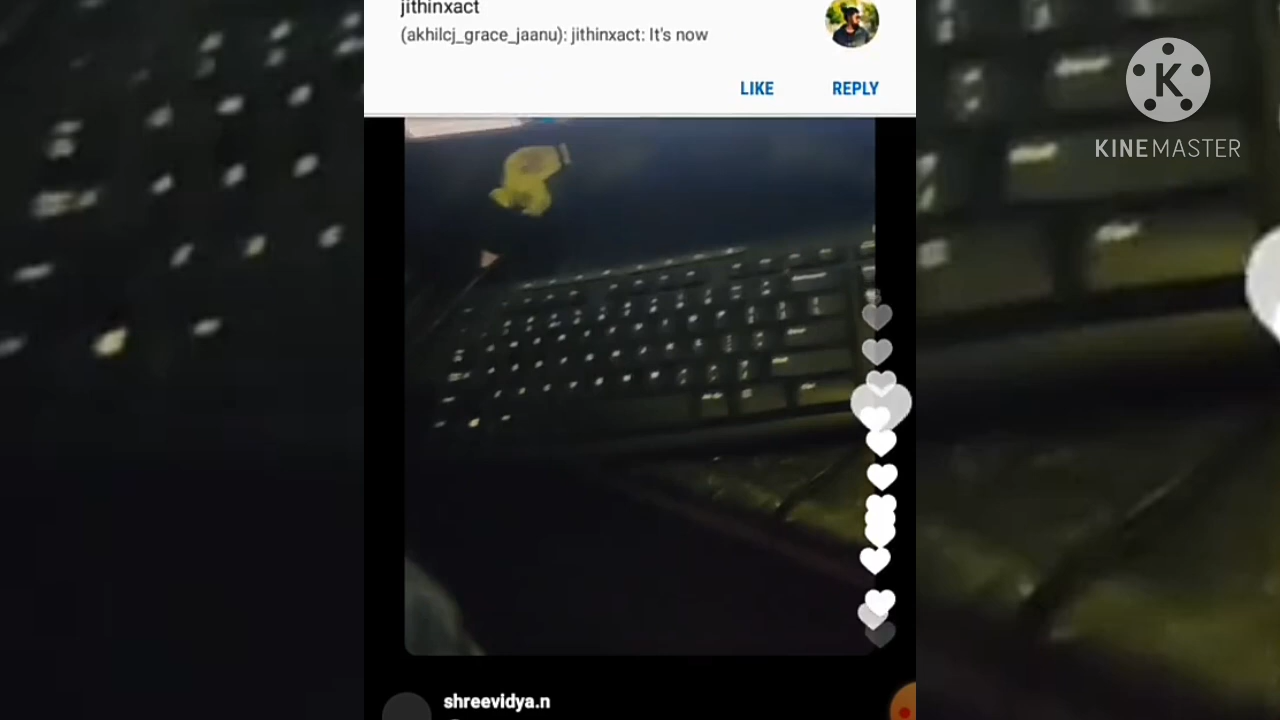 jithinxact
(akhilcj_grace_jaanu): jithinxact: It's now
LIKE
REPLY
K
KINEMASTER
shreevidya.n